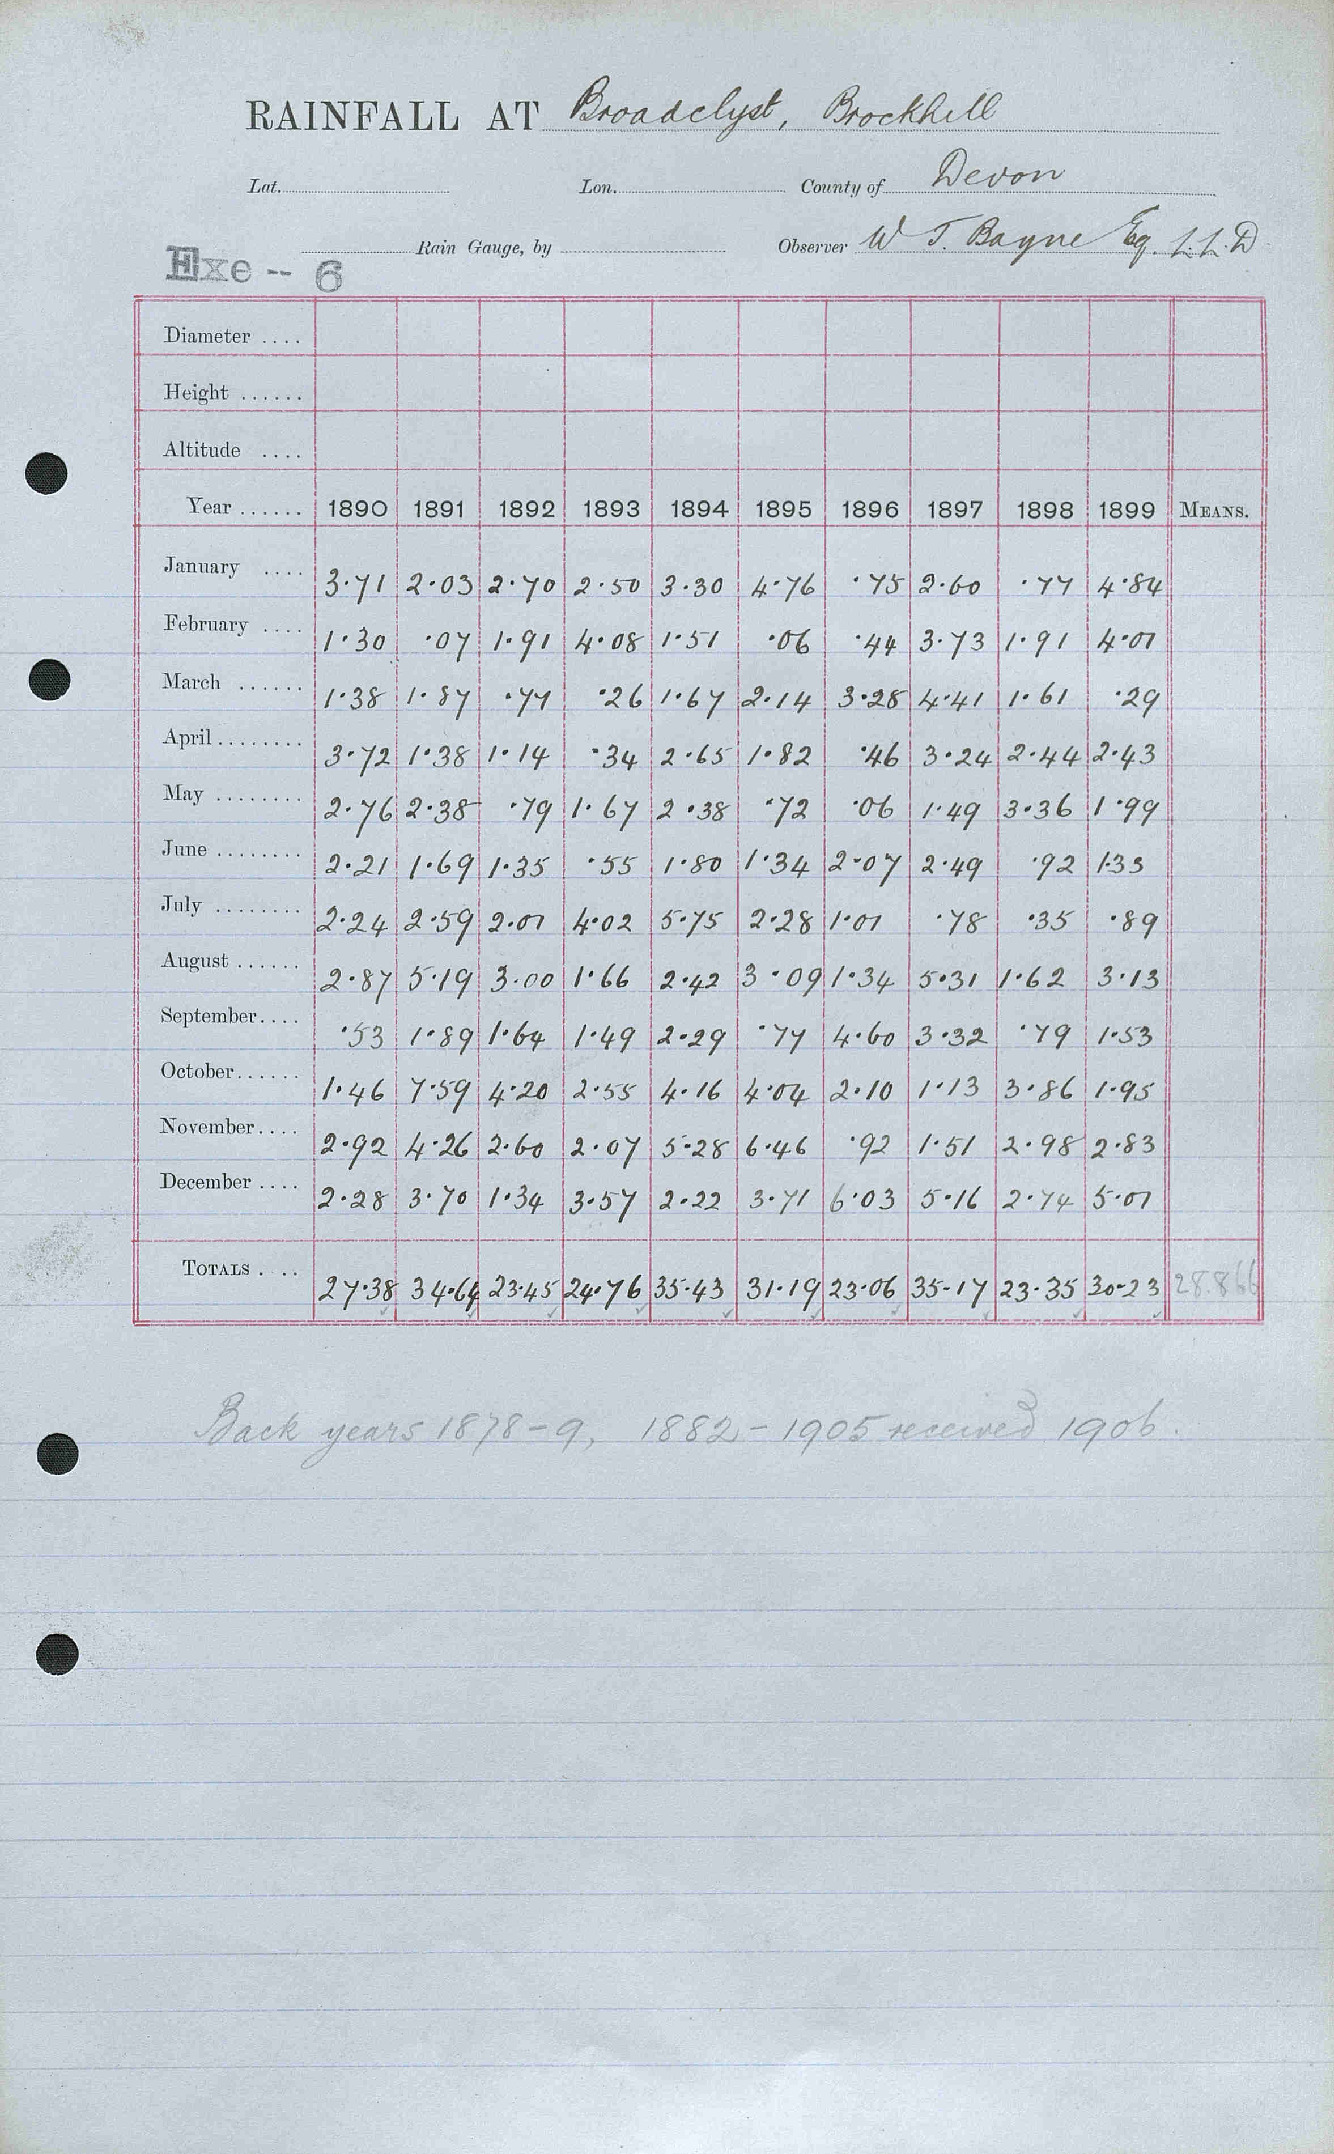 RAINFALL AT Broadclyst, Brockhill
Lat. Lon. County of Devon
Rain Gauge, by Observer W T. Bayne Esq. L.L.D
Exe -- 6
Diameter ....
Height ......
Altitude ....
Year ...... 1890 1891 1892 1893 1894 1895 1896 1897 1898 1899 MEANS.
January .... 3·71 2·03 2·70 2·50 3·30 4·76 ·75 2·60 ·77 4·84
February .... 1·30 ·07 1·91 4·08 1·51 ·06 ·44 3·73 1·91 4·01
March ...... 1·38 1·87 ·77 ·26 1·67 2·14 3·28 4·41 1·61 ·29
April ........ 3·72 1·38 1·14 ·34 2·65 1·82 ·46 3·24 2·44 2·43
May ........ 2·76 2·38 ·79 1·67 2·38 ·72 ·06 1·49 3·36 1·99
June ........ 2·21 1·69 1·35 ·55 1·80 1·34 2·07 2·49 ·92 1·33
July ........ 2·24 2·59 2·01 4·02 5·75 2·28 1·01 ·78 ·35 ·89
August ...... 2·87 5·19 3·00 1·66 2·42 3·09 1·34 5·31 1·62 3·13
September.... ·53 1·89 1·64 1·49 2·29 ·77 4·60 3·32 ·79 1·53
October...... 1·46 7·59 4·20 2·55 4·16 4·04 2·10 1·13 3·86 1·95
November.... 2·92 4·26 2·60 2·07 5·28 6·46 ·92 1·51 2·98 2·83
December .... 2·28 3·70 1·34 3·57 2·22 3·71 6·03 5·16 2·74 5·01
TOTALS .... 27·38 34·64 23·45 24·76 35·43 31·19 23·06 35·17 23·35 30·23 28.866
Back years 1878-9, 1882-1905 received 1906.